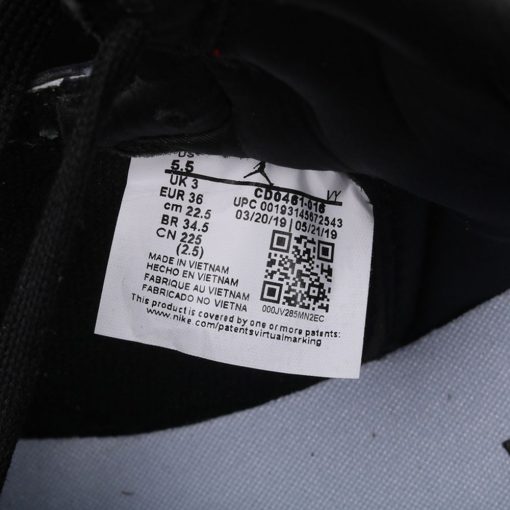 US
5.5
UK 3
EUR 36
cm 22.5
BR 34.5
CN 225
(2.5)
VV
CD0461-016
UPC 00193145672543
03/20/19 | 05/21/19
MADE IN VIETNAM
HECHO EN VIETNAM
FABRIQUE AU VIETNAM
FABRICADO NO VIETNA
000JV285MN2EC
This product is covered by one or more patents:
www.nike.com/patentsvirtualmarking